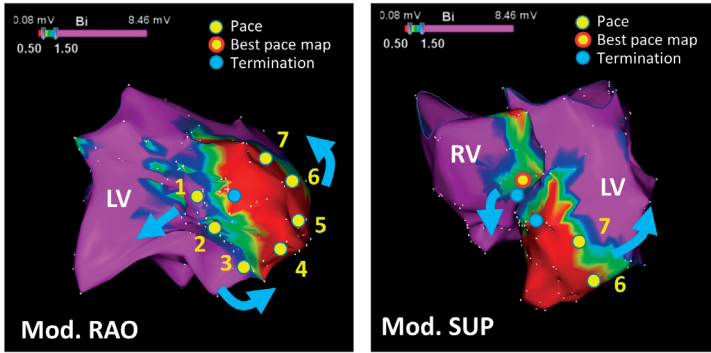 0.08 mV Bi 8.46 mV
0.50 1.50
Pace
Best pace map
Termination
7
6
1
LV
5
2
4
3
Mod. RAO
0.08 mV Bi 8.46 mV
0.50 1.50
Pace
Best pace map
Termination
RV
LV
7
6
Mod. SUP